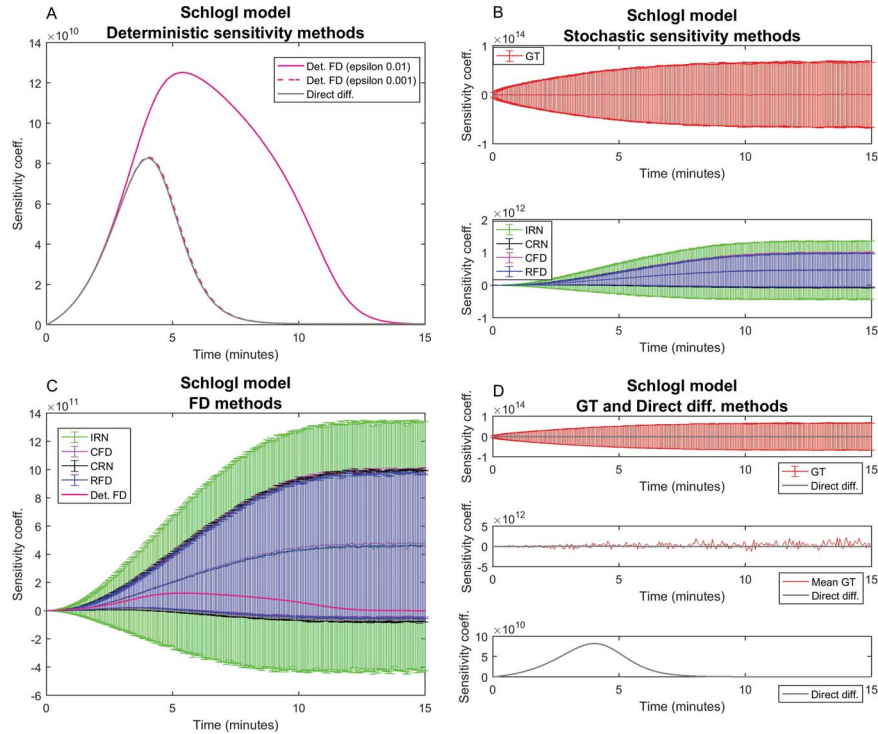 A
Schlogl model
Deterministic sensitivity methods
×10^10
14
12
10
8
6
4
2
0
Sensitivity coeff.
0 5 10 15
Time (minutes)
Det. FD (epsilon 0.01)
Det. FD (epsilon 0.001)
Direct diff.
B
Schlogl model
Stochastic sensitivity methods
×10^14
1
0
-1
Sensitivity coeff.
GT
0 5 10 15
Time (minutes)
×10^12
2
1
0
-1
Sensitivity coeff.
IRN
CRN
CFD
RFD
0 5 10 15
Time (minutes)
C
Schlogl model
FD methods
×10^11
14
12
10
8
6
4
2
0
-2
-4
-6
Sensitivity coeff.
IRN
CFD
CRN
RFD
Det. FD
0 5 10 15
Time (minutes)
D
Schlogl model
GT and Direct diff. methods
×10^14
1
0
-1
Sensitivity coeff.
0 5 10 15
Time (minutes)
GT
Direct diff.
×10^12
5
0
-5
Sensitivity coeff.
0 5 10 15
Time (minutes)
Mean GT
Direct diff.
×10^10
10
5
0
Sensitivity coeff.
0 5 10 15
Time (minutes)
Direct diff.